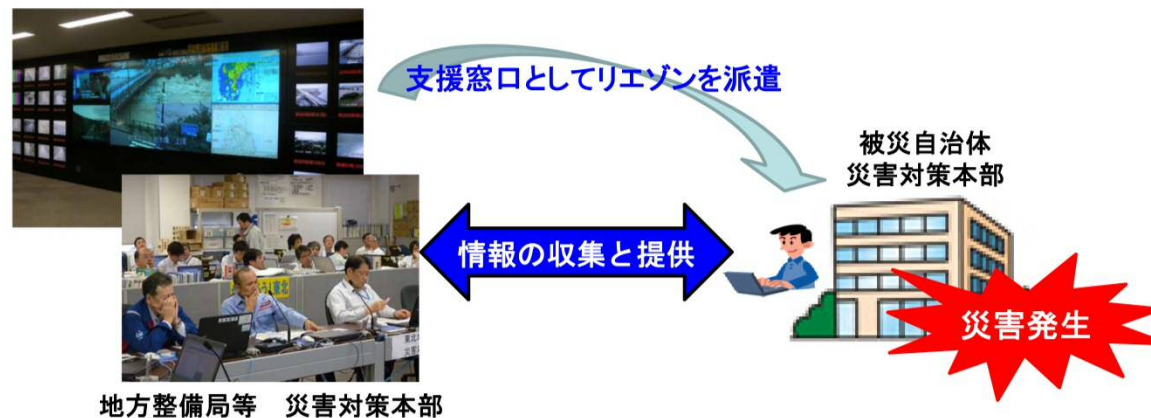 支援窓口としてリエゾンを派遣
被災自治体
災害対策本部
情報の収集と提供
災害発生
地方整備局等　災害対策本部